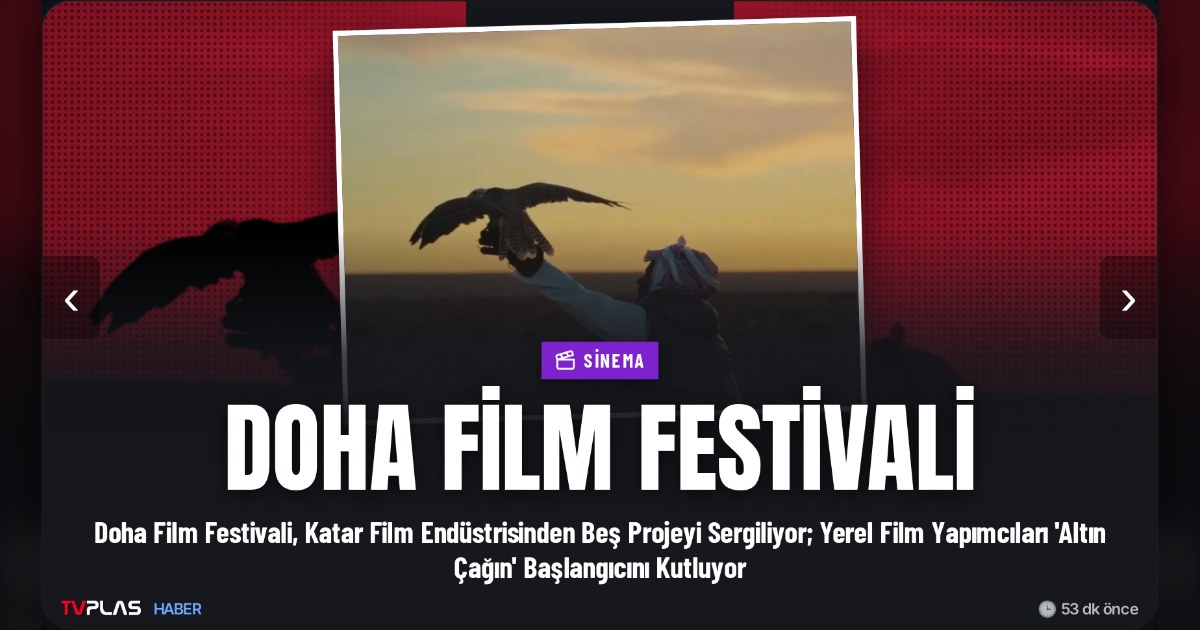 SİNEMA
DOHA FİLM FESTİVALİ
Doha Film Festivali, Katar Film Endüstrisinden Beş Projeyi Sergiliyor; Yerel Film Yapımcıları 'Altın
Çağın' Başlangıcını Kutluyor
TVPLAS HABER
53 dk önce